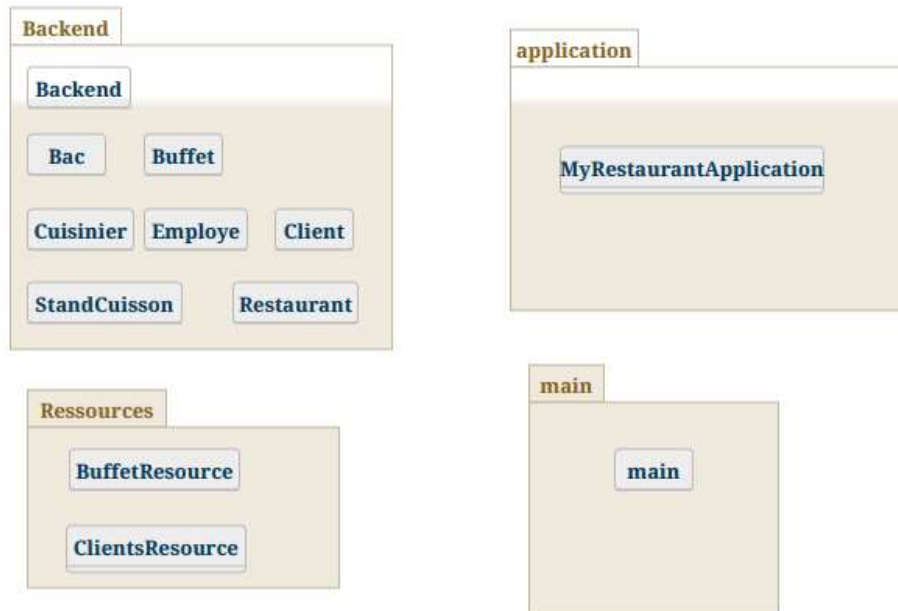 Backend
Backend
Bac Buffet
Cuisinier Employe Client
StandCuisson Restaurant
application
MyRestaurantApplication
Ressources
BuffetResource
ClientsResource
main
main